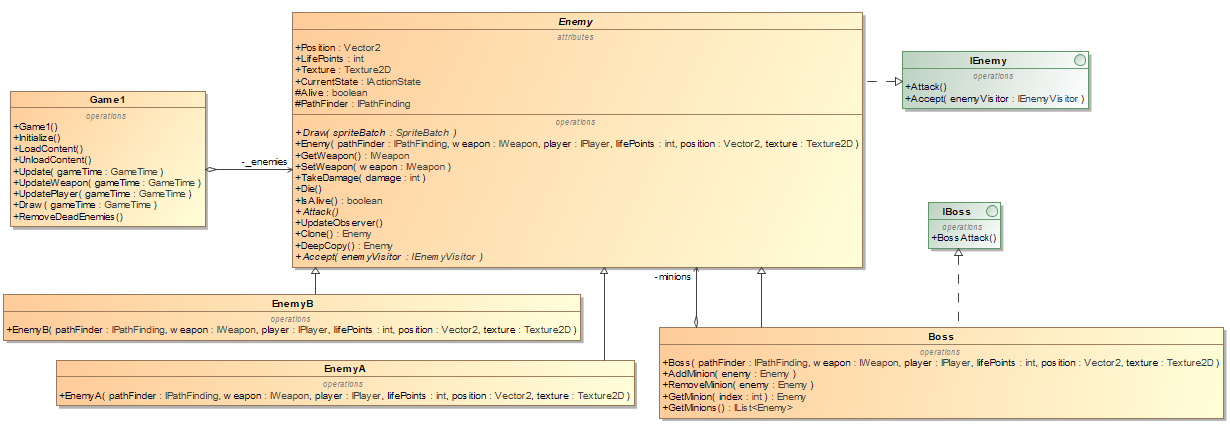 Enemy
attributes
+Position : Vector2
+LifePoints : int
+Texture : Texture2D
+CurrentState : IActionState
#Alive : boolean
#PathFinder : IPathFinding
operations
+Draw( spriteBatch : SpriteBatch )
+Enemy( pathFinder : IPathFinding, weapon : IWeapon, player : IPlayer, lifePoints : int, position : Vector2, texture : Texture2D )
+GetWeapon() : IWeapon
+SetWeapon( weapon : IWeapon )
+TakeDamage( damage : int )
+Die()
+IsAlive() : boolean
+Attack()
+UpdateObserver()
+Clone() : Enemy
+DeepCopy() : Enemy
+Accept( enemyVisitor : IEnemyVisitor )
IEnemy
operations
+Attack()
+Accept( enemyVisitor : IEnemyVisitor )
Game1
operations
+Game1()
+Initialize()
+LoadContent()
+UnloadContent()
+Update( gameTime : GameTime )
+UpdateWeapon( gameTime : GameTime )
+UpdatePlayer( gameTime : GameTime )
+Draw( gameTime : GameTime )
+RemoveDeadEnemies()
-_enemies
IBoss
operations
+BossAttack()
-minions
EnemyB
operations
+EnemyB( pathFinder : IPathFinding, weapon : IWeapon, player : IPlayer, lifePoints : int, position : Vector2, texture : Texture2D )
EnemyA
operations
+EnemyA( pathFinder : IPathFinding, weapon : IWeapon, player : IPlayer, lifePoints : int, position : Vector2, texture : Texture2D )
Boss
operations
+Boss( pathFinder : IPathFinding, weapon : IWeapon, player : IPlayer, lifePoints : int, position : Vector2, texture : Texture2D )
+AddMinion( enemy : Enemy )
+RemoveMinion( enemy : Enemy )
+GetMinion( index : int ) : Enemy
+GetMinions() : IList<Enemy>